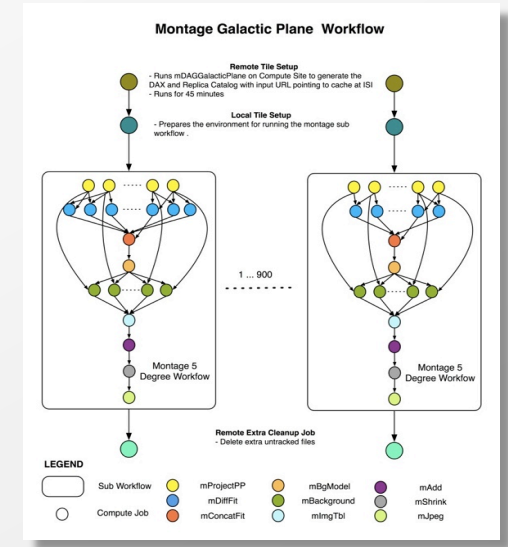 Montage Galactic Plane Workflow
Remote Tile Setup
- Runs mDAGGalacticPlane on Compute Site to generate the
DAX and Replica Catalog with input URL pointing to cache at ISI
- Runs for 45 minutes
Local Tile Setup
- Prepares the environment for running the montage sub
workflow .
1 ... 900
Montage 5
Degree Workfow
Montage 5
Degree Workfow
Remote Extra Cleanup Job
- Delete extra untracked files
LEGEND
Sub Workflow
Compute Job
mProjectPP
mDiffFit
mConcatFit
mBgModel
mBackground
mImgTbl
mAdd
mShrink
mJpeg